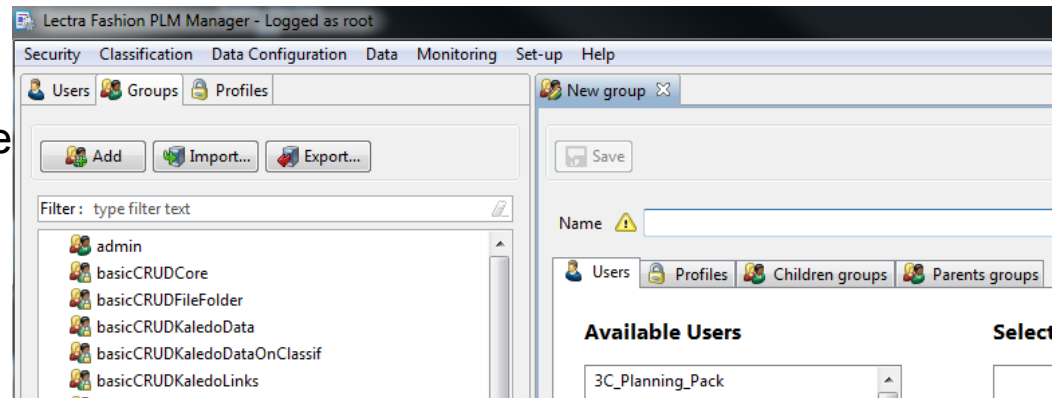 Lectra Fashion PLM Manager - Logged as root
Security Classification Data Configuration Data Monitoring Set-up Help
Users Groups Profiles
New group
e
Add Import... Export...
Save
Filter : type filter text
Name
admin
basicCRUDCore
basicCRUDFileFolder
basicCRUDKaledoData
basicCRUDKaledoDataOnClassif
basicCRUDKaledoLinks
Users Profiles Children groups Parents groups
Available Users Select
3C_Planning_Pack